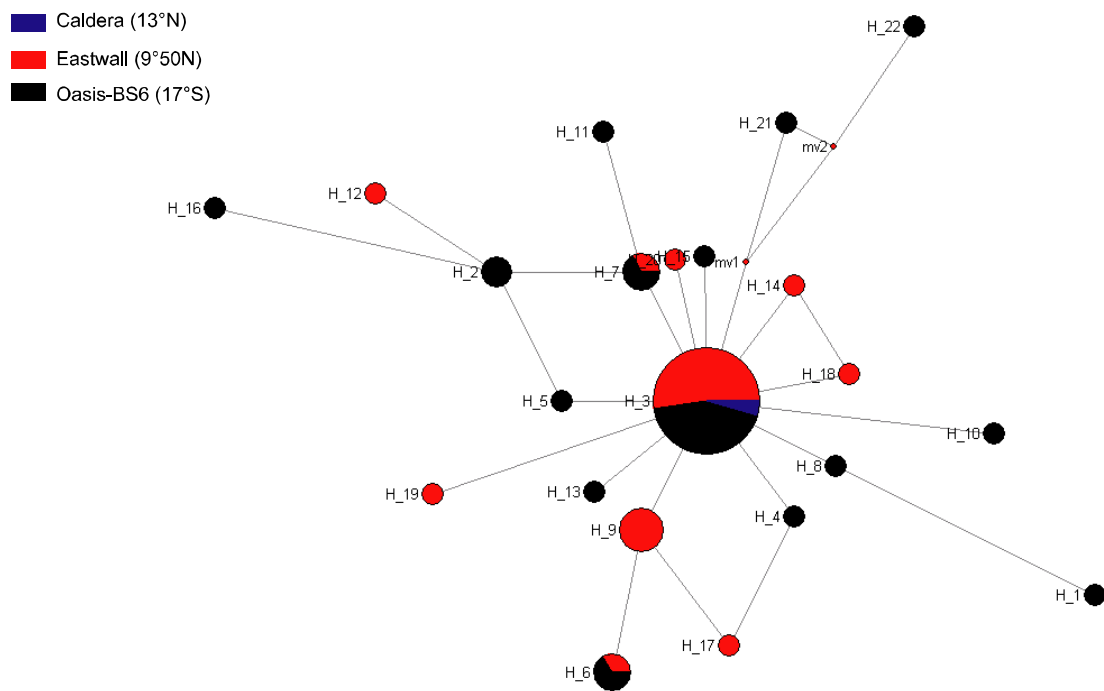 Caldera (13°N)
Eastwall (9°50N)
Oasis-BS6 (17°S)
H_22
H_21
mv2
H_11
H_12
H_16
H_2
H_7
H_20
H_15
mv1
H_14
H_18
H_5
H_3
H_10
H_8
H_19
H_13
H_4
H_9
H_1
H_17
H_6